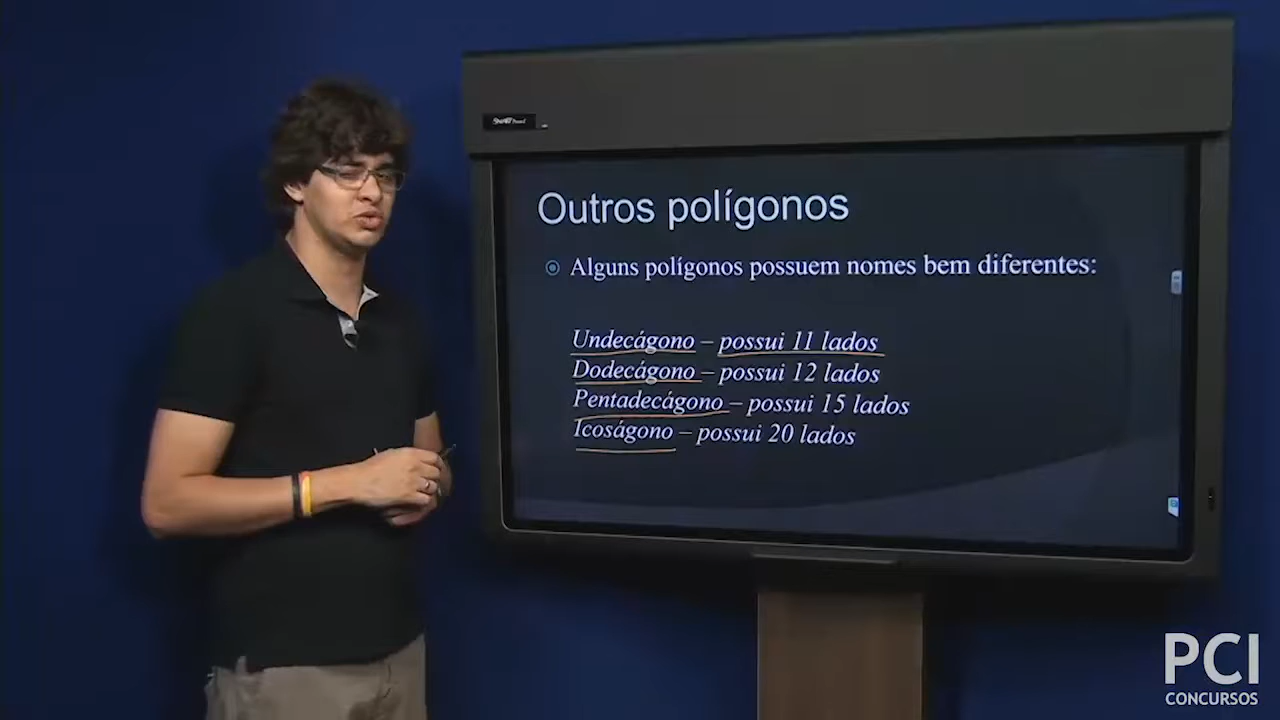 Outros polígonos
Alguns polígonos possuem nomes bem diferentes:
Undecágono – possui 11 lados
Dodecágono – possui 12 lados
Pentadecágono – possui 15 lados
Icoságono – possui 20 lados
PCI
CONCURSOS